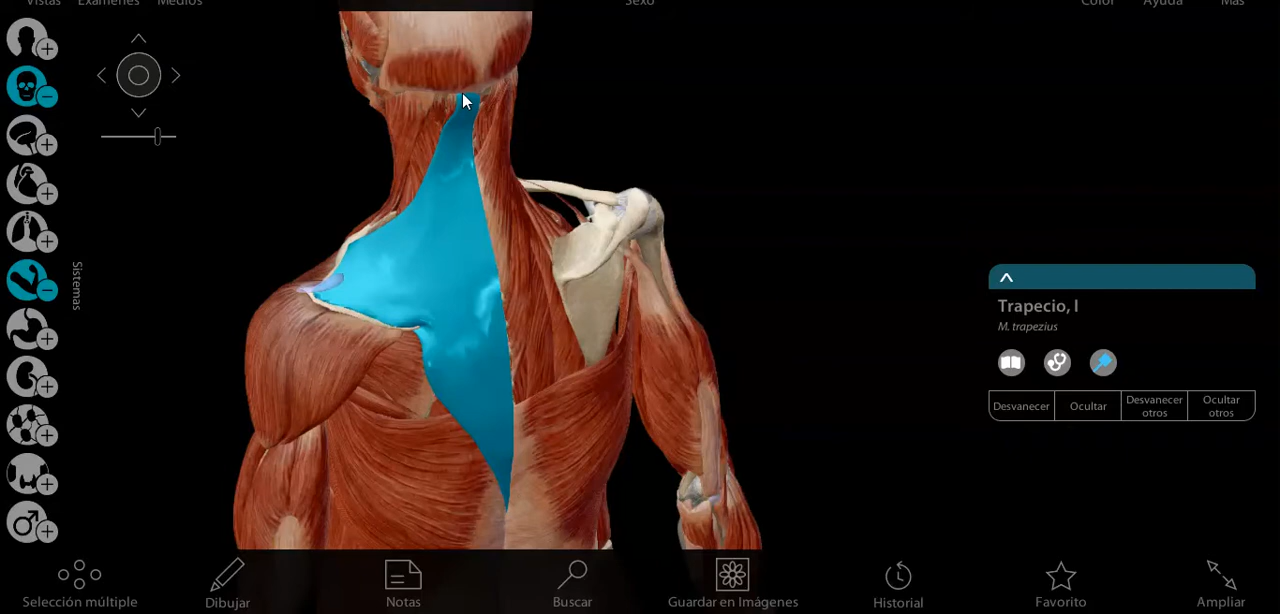 Vistas Exámenes Medios Sexo Color Ayuda Más
Sistemas
Trapecio, I
M. trapezius
Desvanecer Ocultar Desvanecer otros Ocultar otros
Selección múltiple Dibujar Notas Buscar Guardar en Imágenes Historial Favorito Ampliar